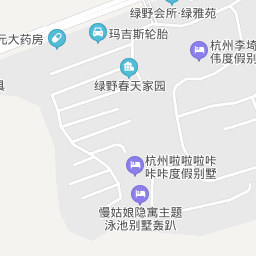 绿野会所·绿雅苑
元大药房
玛吉斯轮胎
杭州李埼
伟度假别
绿野春天家园
具
杭州啦啦啦咔
咔咔度假别墅
慢姑娘隐寓主题
泳池别墅轰趴